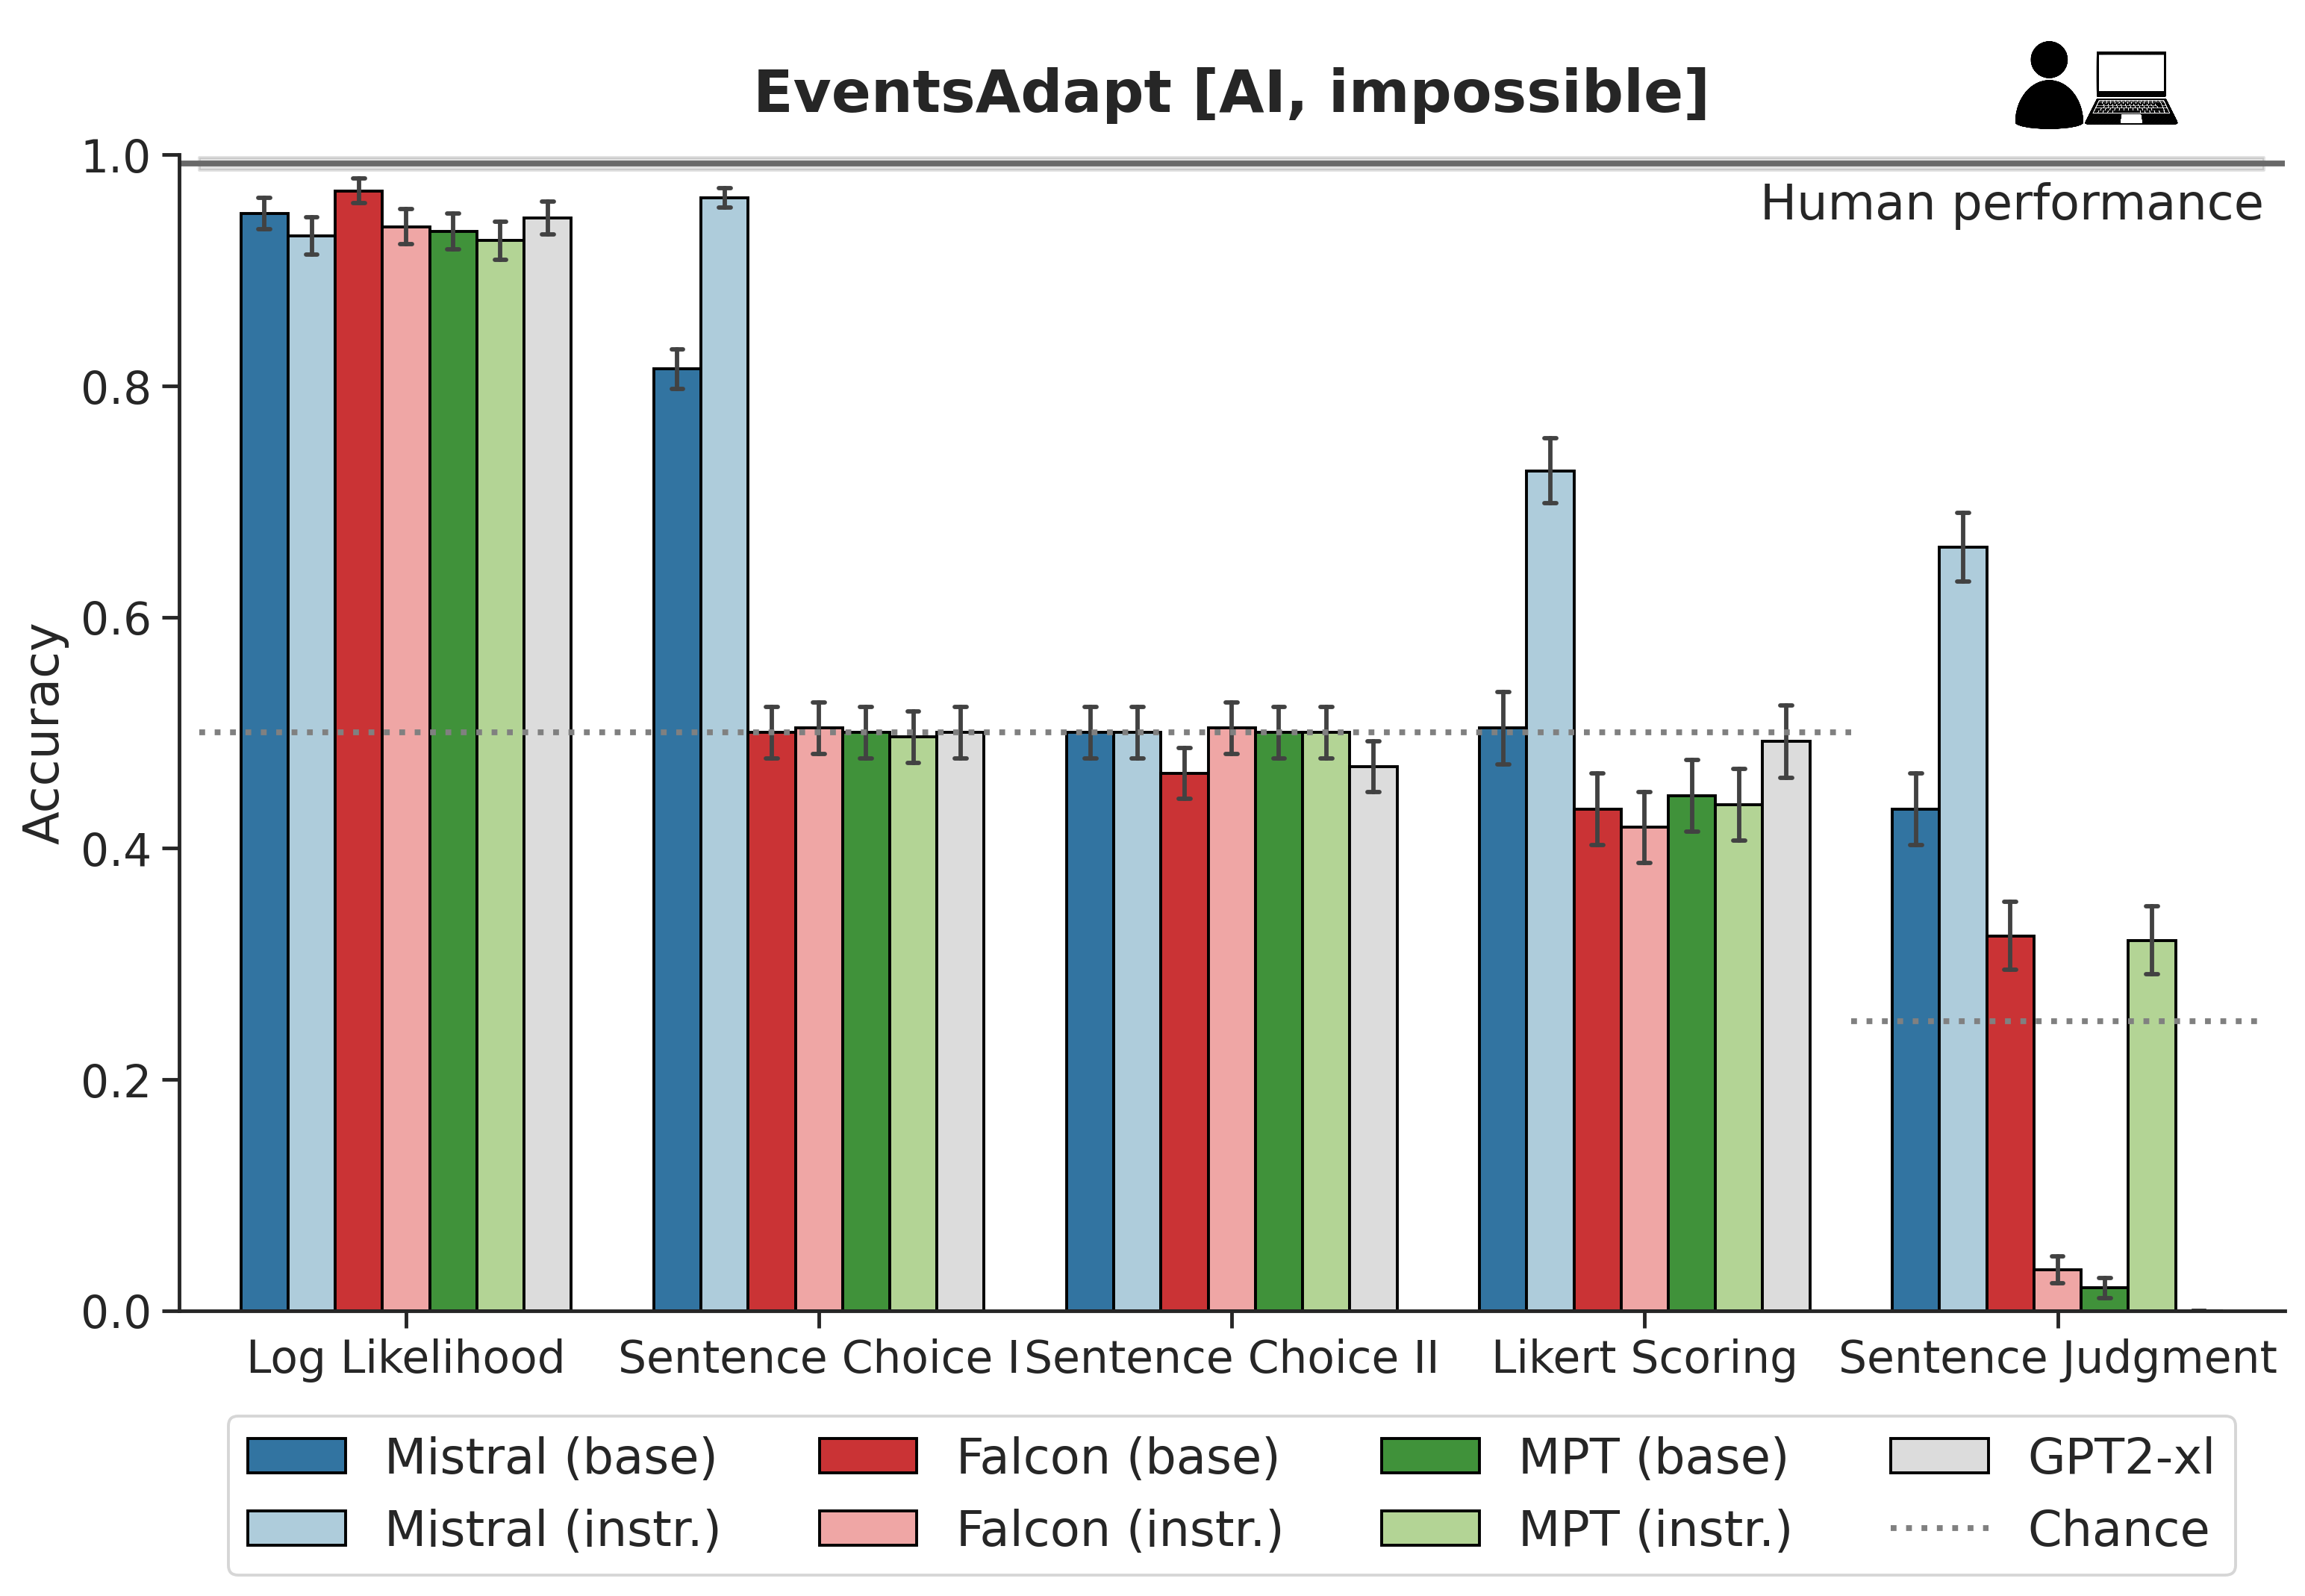 EventsAdapt [AI, impossible]
Human performance
Accuracy
1.0
0.8
0.6
0.4
0.2
0.0
Log Likelihood
Sentence Choice I
Sentence Choice II
Likert Scoring
Sentence Judgment
Mistral (base)
Mistral (instr.)
Falcon (base)
Falcon (instr.)
MPT (base)
MPT (instr.)
GPT2-xl
Chance